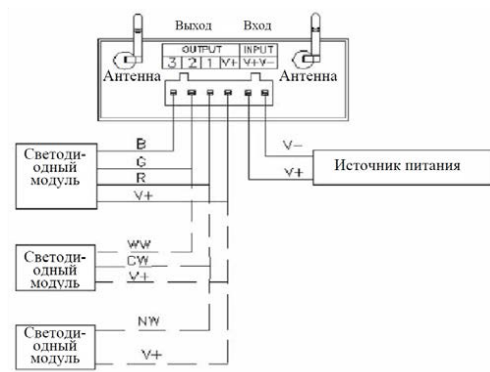 Выход Вход
OUTPUT INPUT
3 2 1 V+ V+ V-
Антенна Антенна
B
G
R
V+
Светоди-
одный
модуль
V-
V+
Источник питания
WW
CW
V+
Светоди-
одный
модуль
NW
V+
Светоди-
одный
модуль